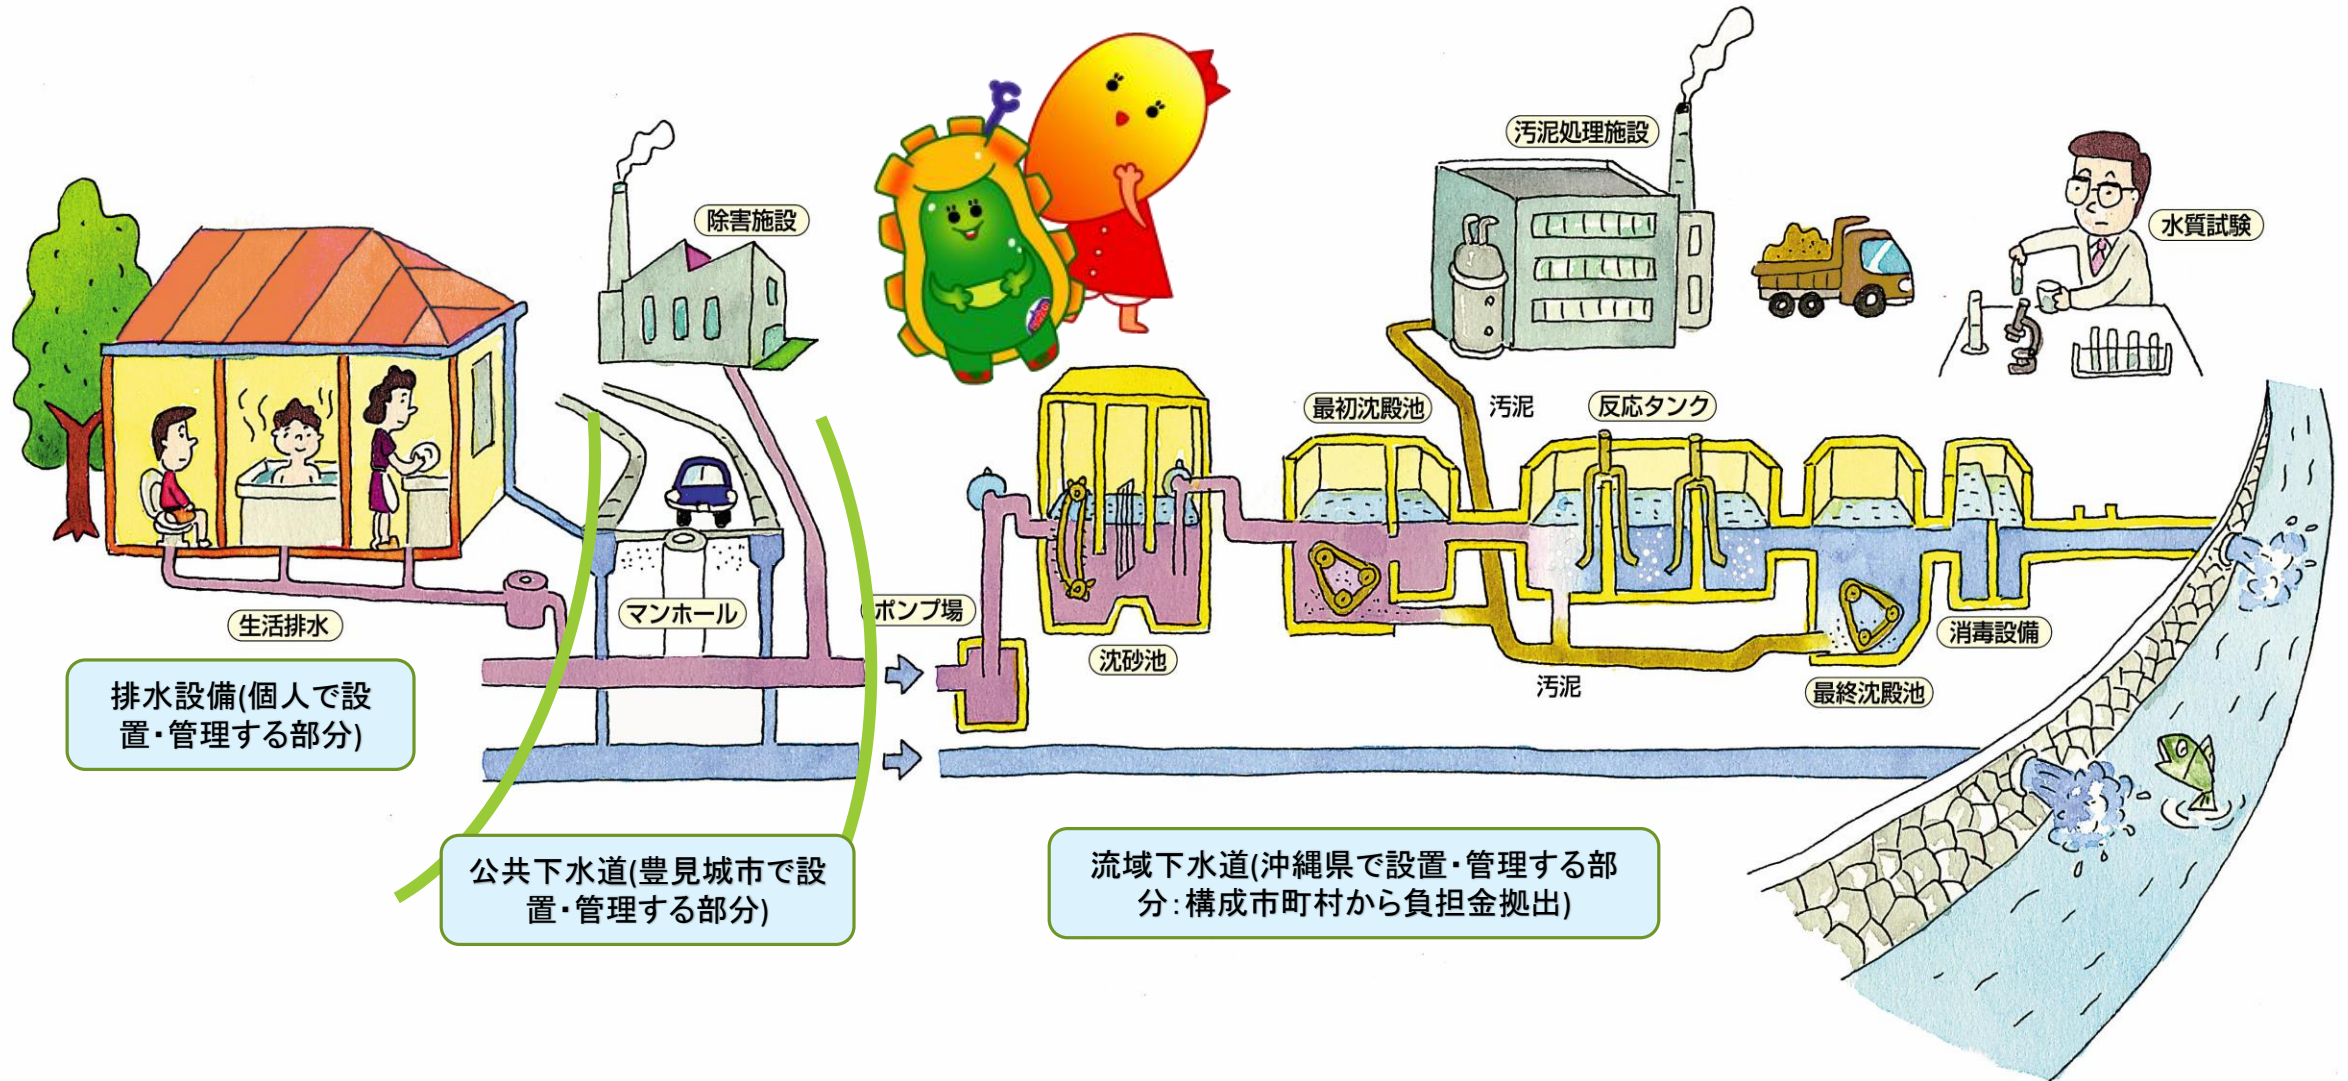 汚泥処理施設
除害施設
水質試験
最初沈殿池
汚泥
反応タンク
生活排水
マンホール
ポンプ場
沈砂池
消毒設備
汚泥
最終沈殿池
排水設備(個人で設
置・管理する部分)
公共下水道(豊見城市で設
置・管理する部分)
流域下水道(沖縄県で設置・管理する部
分：構成市町村から負担金拠出)